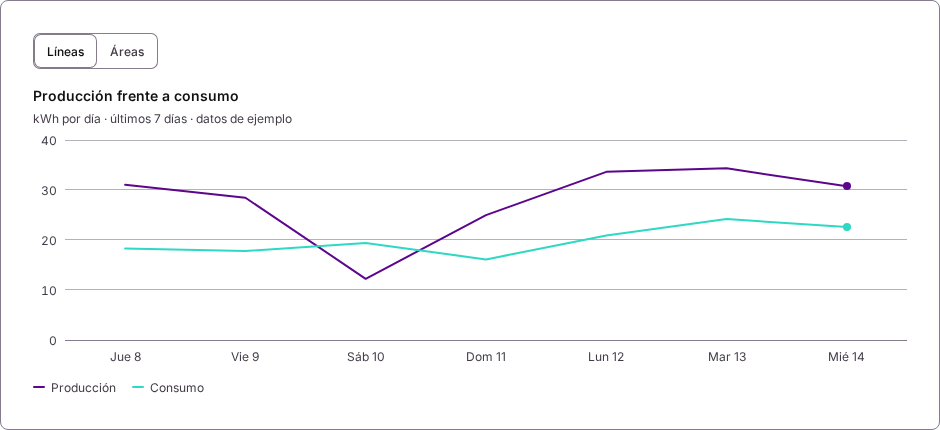 Líneas Áreas
Producción frente a consumo
kWh por día · últimos 7 días · datos de ejemplo
40
30
20
10
0
Jue 8 Vie 9 Sáb 10 Dom 11 Lun 12 Mar 13 Mié 14
Producción Consumo